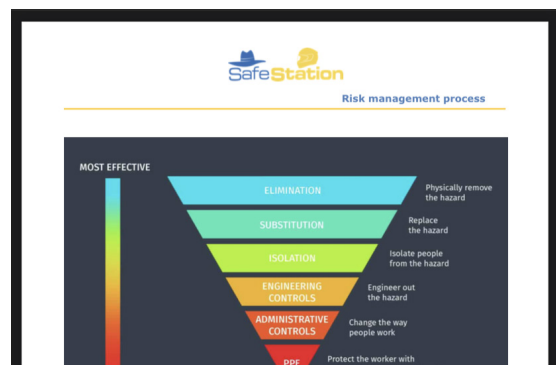 SafeStation
Risk management process
MOST EFFECTIVE
ELIMINATION
Physically remove
the hazard
SUBSTITUTION
Replace
the hazard
ISOLATION
Isolate people
from the hazard
ENGINEERING
CONTROLS
Engineer out
the hazard
ADMINISTRATIVE
CONTROLS
Change the way
people work
PPE
Protect the worker with